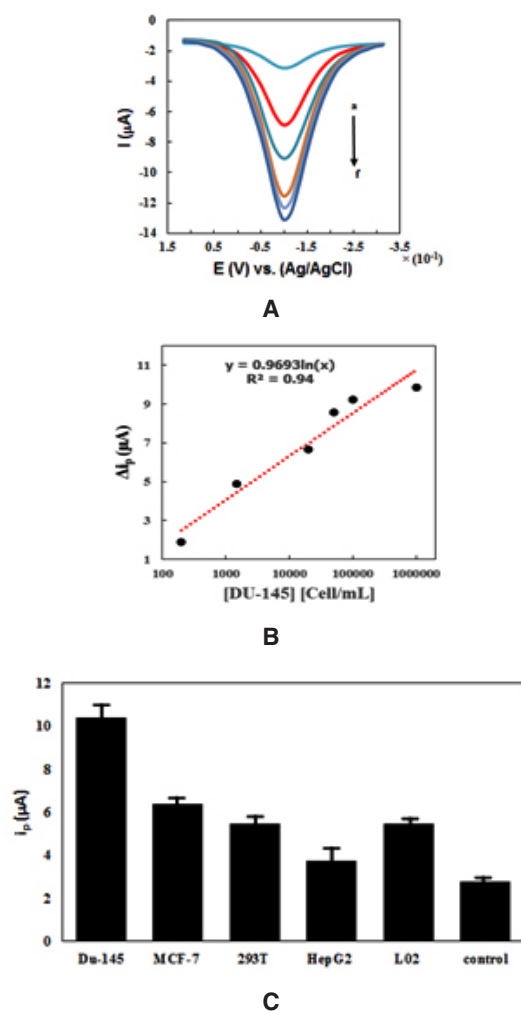 0
-2
-4
-6
-8
-10
-12
-14
I (µA)
a
f
1.5 0.5 -0.5 -1.5 -2.5 -3.5
× (10⁻¹)
E (V) vs. (Ag/AgCl)
A
y = 0.9693ln(x)
R² = 0.94
11
9
7
5
3
1
Δip (µA)
100 1000 10000 100000 1000000
[DU-145] [Cell/mL]
B
12
10
8
6
4
2
0
ip (µA)
Du-145 MCF-7 293T HepG2 L02 control
C